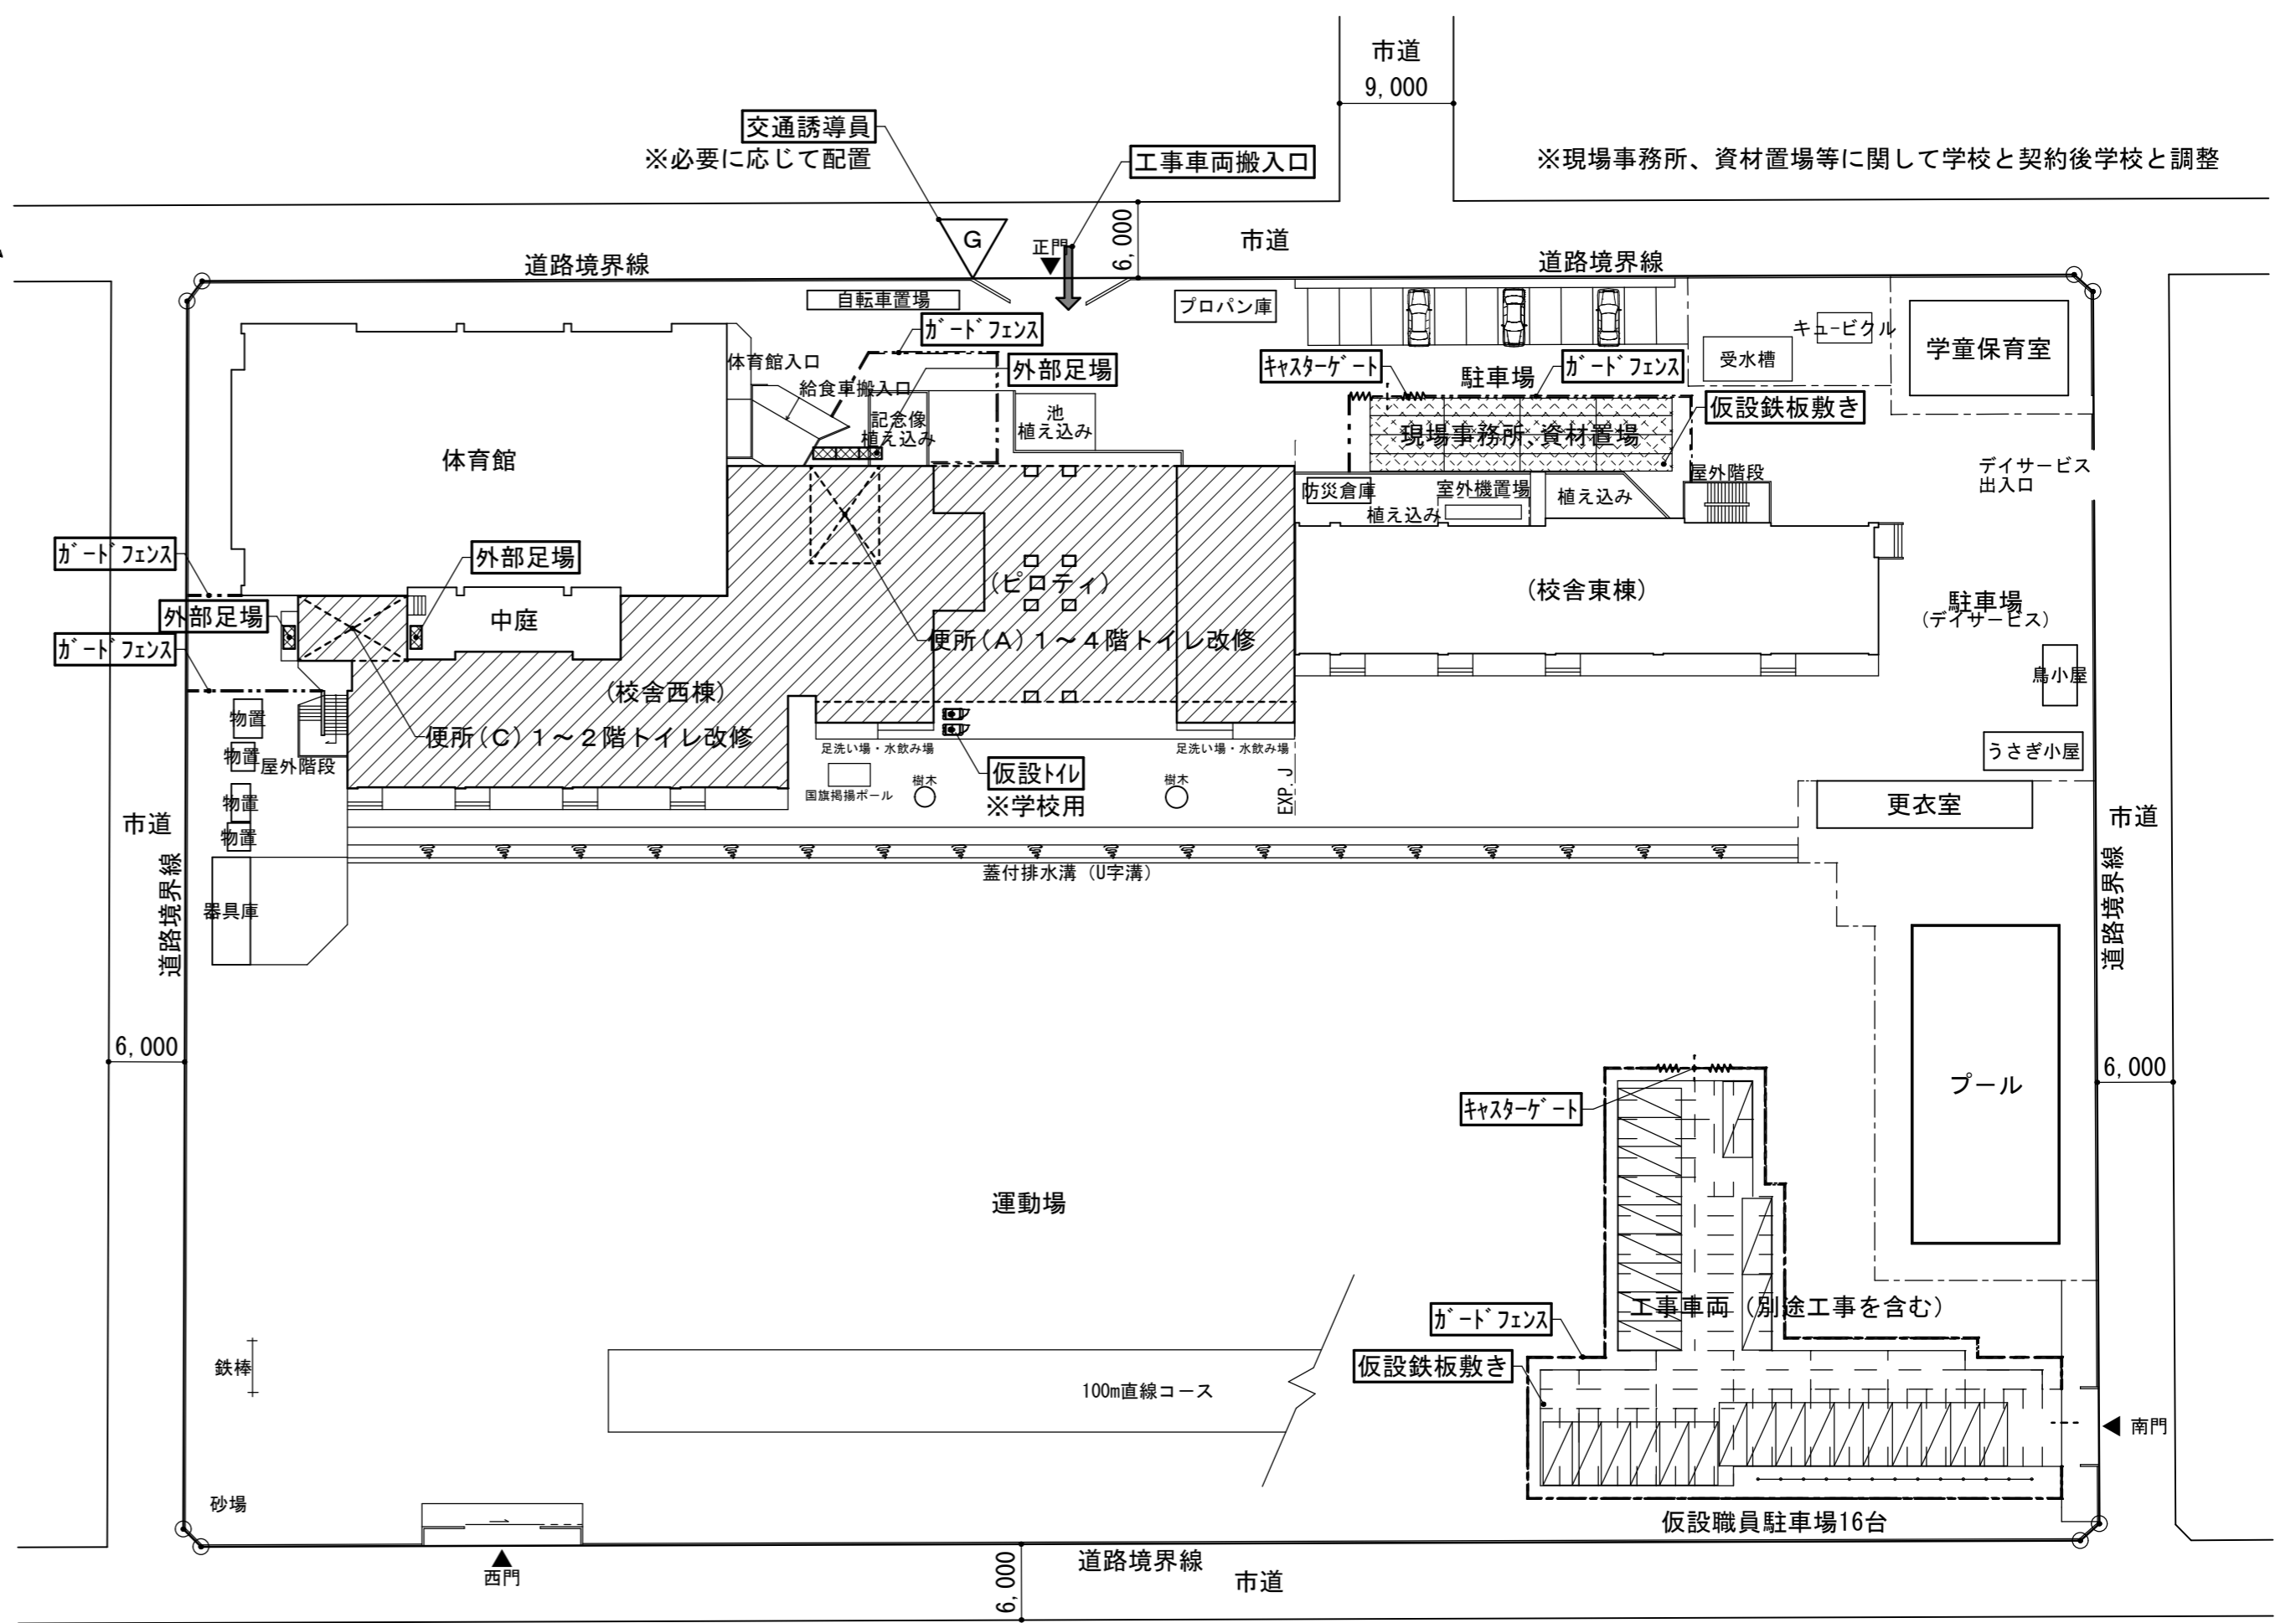 市道
9,000
交通誘導員
※必要に応じて配置
工事車両搬入口
※現場事務所、資材置場等に関して学校と契約後学校と調整
6,000
市道
G
正門
道路境界線
道路境界線
自転車置場
プロパン庫
ガードフェンス
キュービクル
学童保育室
受水槽
体育館入口
外部足場
キャスターゲート
駐車場
ガードフェンス
給食車搬入口
記念像
植え込み
池
植え込み
仮設鉄板敷き
現場事務所、資材置場
体育館
屋外階段
デイサービス
出入口
防災倉庫
室外機置場
植え込み
植え込み
ガードフェンス
外部足場
(ピロティ)
(校舎東棟)
駐車場
(デイサービス)
外部足場
中庭
便所(A)1～4階トイレ改修
ガードフェンス
鳥小屋
(校舎西棟)
物置
便所(C)1～2階トイレ改修
足洗い場・水飲み場
足洗い場・水飲み場
うさぎ小屋
物置
屋外階段
仮設トイレ
※学校用
国旗掲揚ポール
樹木
樹木
EXP.J
物置
更衣室
市道
市道
物置
蓋付排水溝（U字溝）
道路境界線
道路境界線
器具庫
6,000
6,000
プール
キャスターゲート
運動場
工事車両（別途工事を含む）
ガードフェンス
仮設鉄板敷き
鉄棒
100m直線コース
南門
砂場
仮設職員駐車場16台
西門
6,000
道路境界線
市道